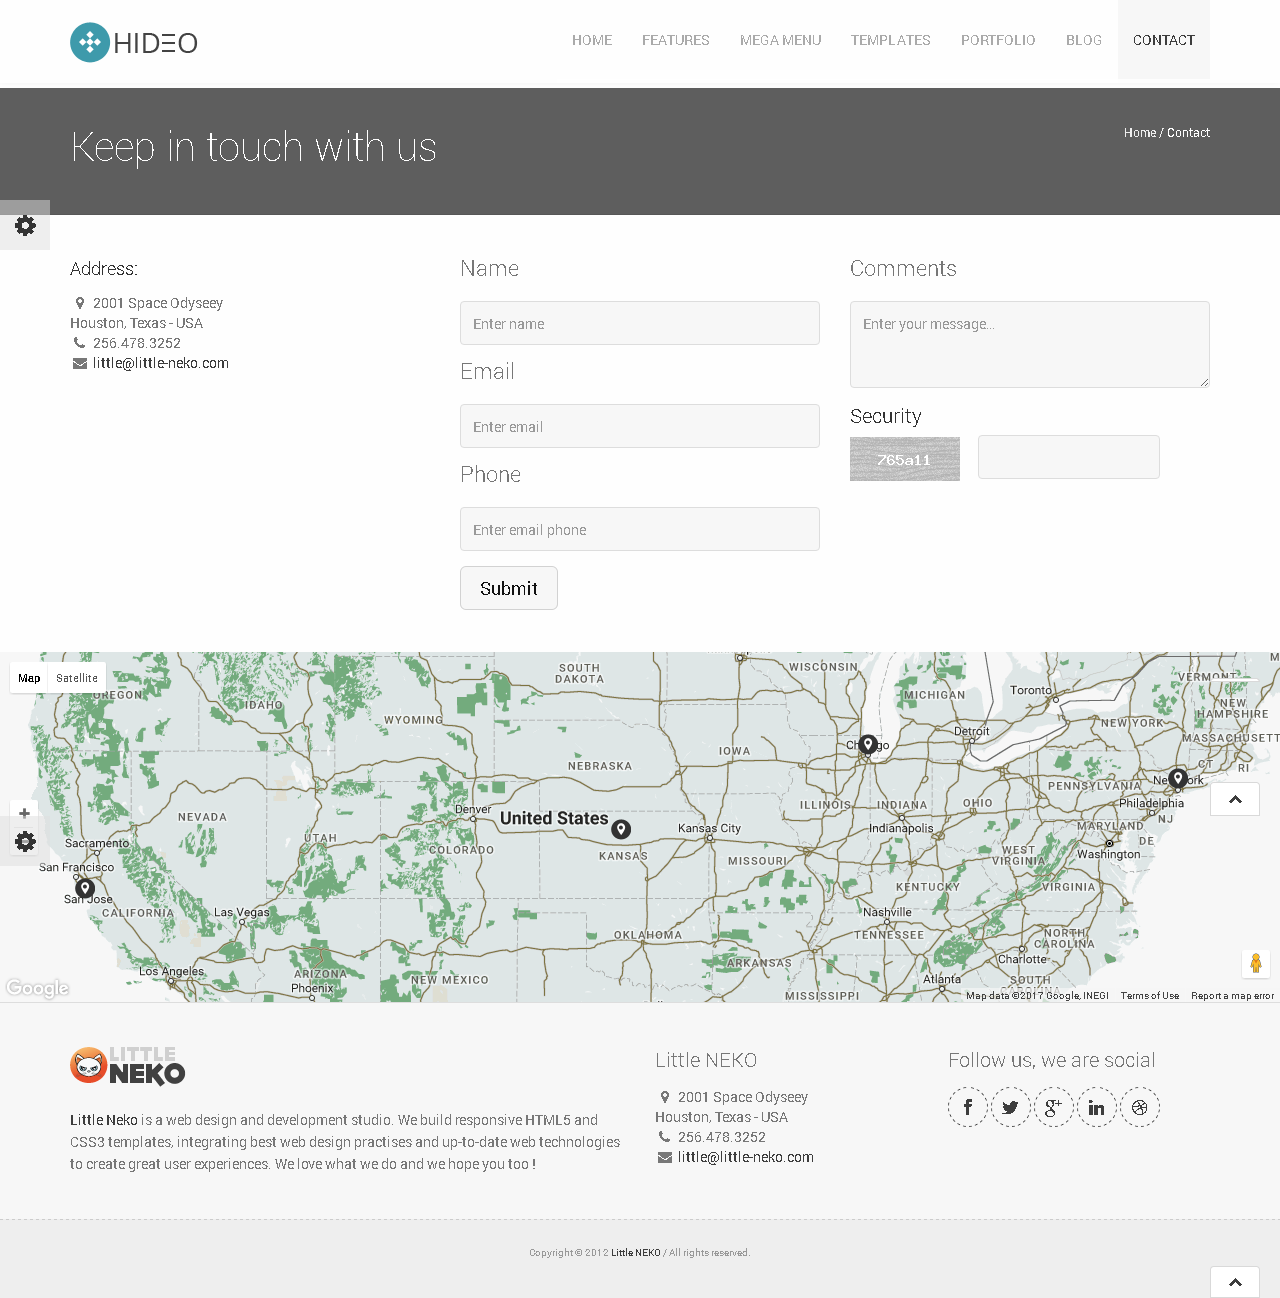 HIDEO
HOME FEATURES MEGA MENU TEMPLATES PORTFOLIO BLOG CONTACT
Keep in touch with us
Home / Contact
Address:
2001 Space Odyseey
Houston, Texas - USA
256.478.3252
little@little-neko.com
Name
Enter name
Email
Enter email
Phone
Enter email phone
Submit
Comments
Enter your message...
Security
765a11
Map Satellite
OREGON
IDAHO
WYOMING
SOUTH
DAKOTA
WISCONSIN
MICHIGAN
Toronto
VERMONT
NEW
HAMPSHIRE
MASSACHUSETT
NEW YORK
Detroit
Chicago
IOWA
NEBRASKA
CT
RI
PENNSYLVANIA
New York
Philadelphia
NJ
ILLINOIS
INDIANA
OHIO
Indianapolis
MARYLAND
DE
Washington
NEVADA
UTAH
Denver
COLORADO
United States
Kansas City
KANSAS
MISSOURI
WEST
VIRGINIA
VIRGINIA
KENTUCKY
Sacramento
San Francisco
San Jose
CALIFORNIA
Las Vegas
Nashville
TENNESSEE
OKLAHOMA
NORTH
CAROLINA
Charlotte
Los Angeles
ARIZONA
Phoenix
NEW MEXICO
ARKANSAS
MISSISSIPPI
Atlanta
SOUTH
CAROLINA
Google
Map data ©2017 Google, INEGI Terms of Use Report a map error
LITTLE
NEKO
Little Neko is a web design and development studio. We build responsive HTML5 and
CSS3 templates, integrating best web design practises and up-to-date web technologies
to create great user experiences. We love what we do and we hope you too !
Little NEKO
2001 Space Odyseey
Houston, Texas - USA
256.478.3252
little@little-neko.com
Follow us, we are social
Copyright © 2012 Little NEKO / All rights reserved.